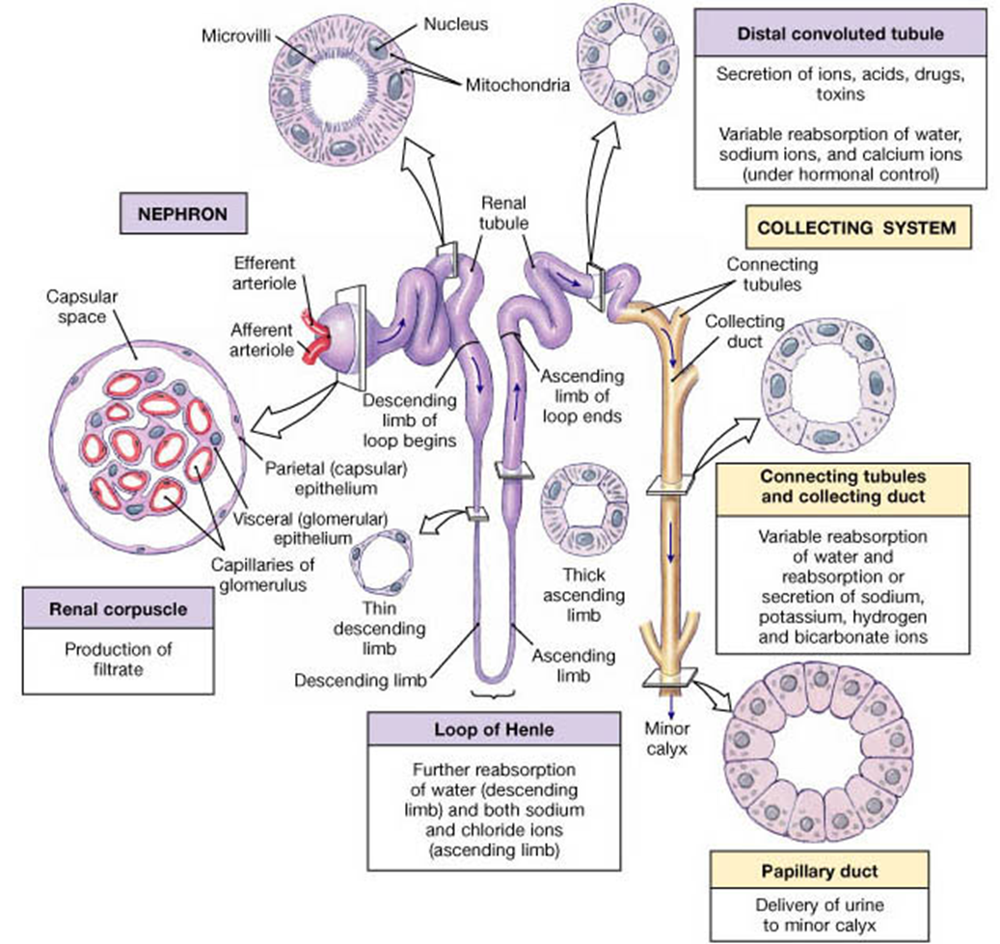 Microvilli
Nucleus
Mitochondria
Distal convoluted tubule
Secretion of ions, acids, drugs,
toxins
Variable reabsorption of water,
sodium ions, and calcium ions
(under hormonal control)
NEPHRON
Renal
tubule
COLLECTING SYSTEM
Efferent
arteriole
Connecting
tubules
Capsular
space
Afferent
arteriole
Collecting
duct
Descending
limb of
loop begins
Ascending
limb of
loop ends
Parietal (capsular)
epithelium
Visceral (glomerular)
epithelium
Capillaries of
glomerulus
Connecting tubules
and collecting duct
Variable reabsorption
of water and
reabsorption or
secretion of sodium,
potassium, hydrogen
and bicarbonate ions
Renal corpuscle
Production of
filtrate
Thin
descending
limb
Thick
ascending
limb
Descending limb
Ascending
limb
Loop of Henle
Further reabsorption
of water (descending
limb) and both sodium
and chloride ions
(ascending limb)
Minor
calyx
Papillary duct
Delivery of urine
to minor calyx